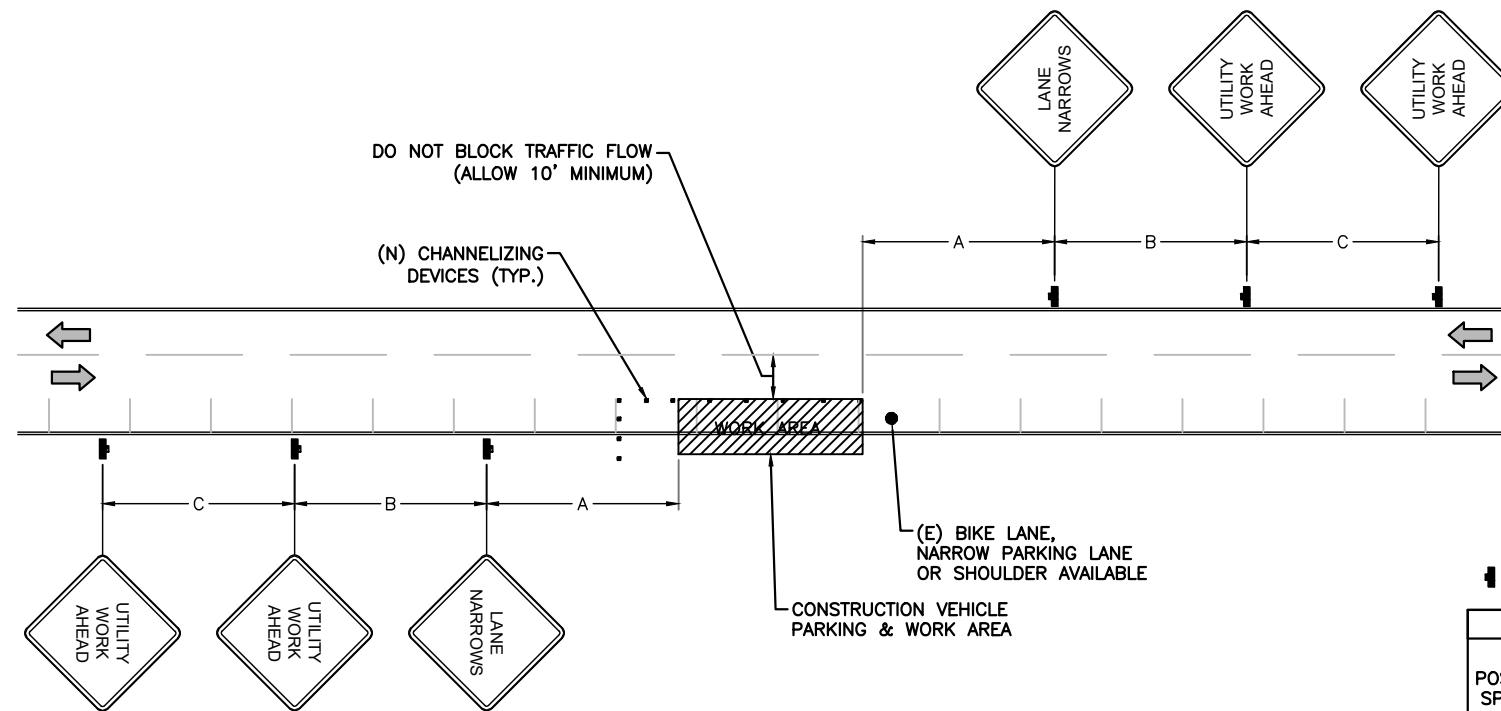 LANE
NARROWS
UTILITY
WORK
AHEAD
UTILITY
WORK
AHEAD
DO NOT BLOCK TRAFFIC FLOW
(ALLOW 10' MINIMUM)
(N) CHANNELIZING
DEVICES (TYP.)
A
B
C
WORK AREA
C
B
A
(E) BIKE LANE,
NARROW PARKING LANE
OR SHOULDER AVAILABLE
CONSTRUCTION VEHICLE
PARKING & WORK AREA
UTILITY
WORK
AHEAD
UTILITY
WORK
AHEAD
LANE
NARROWS